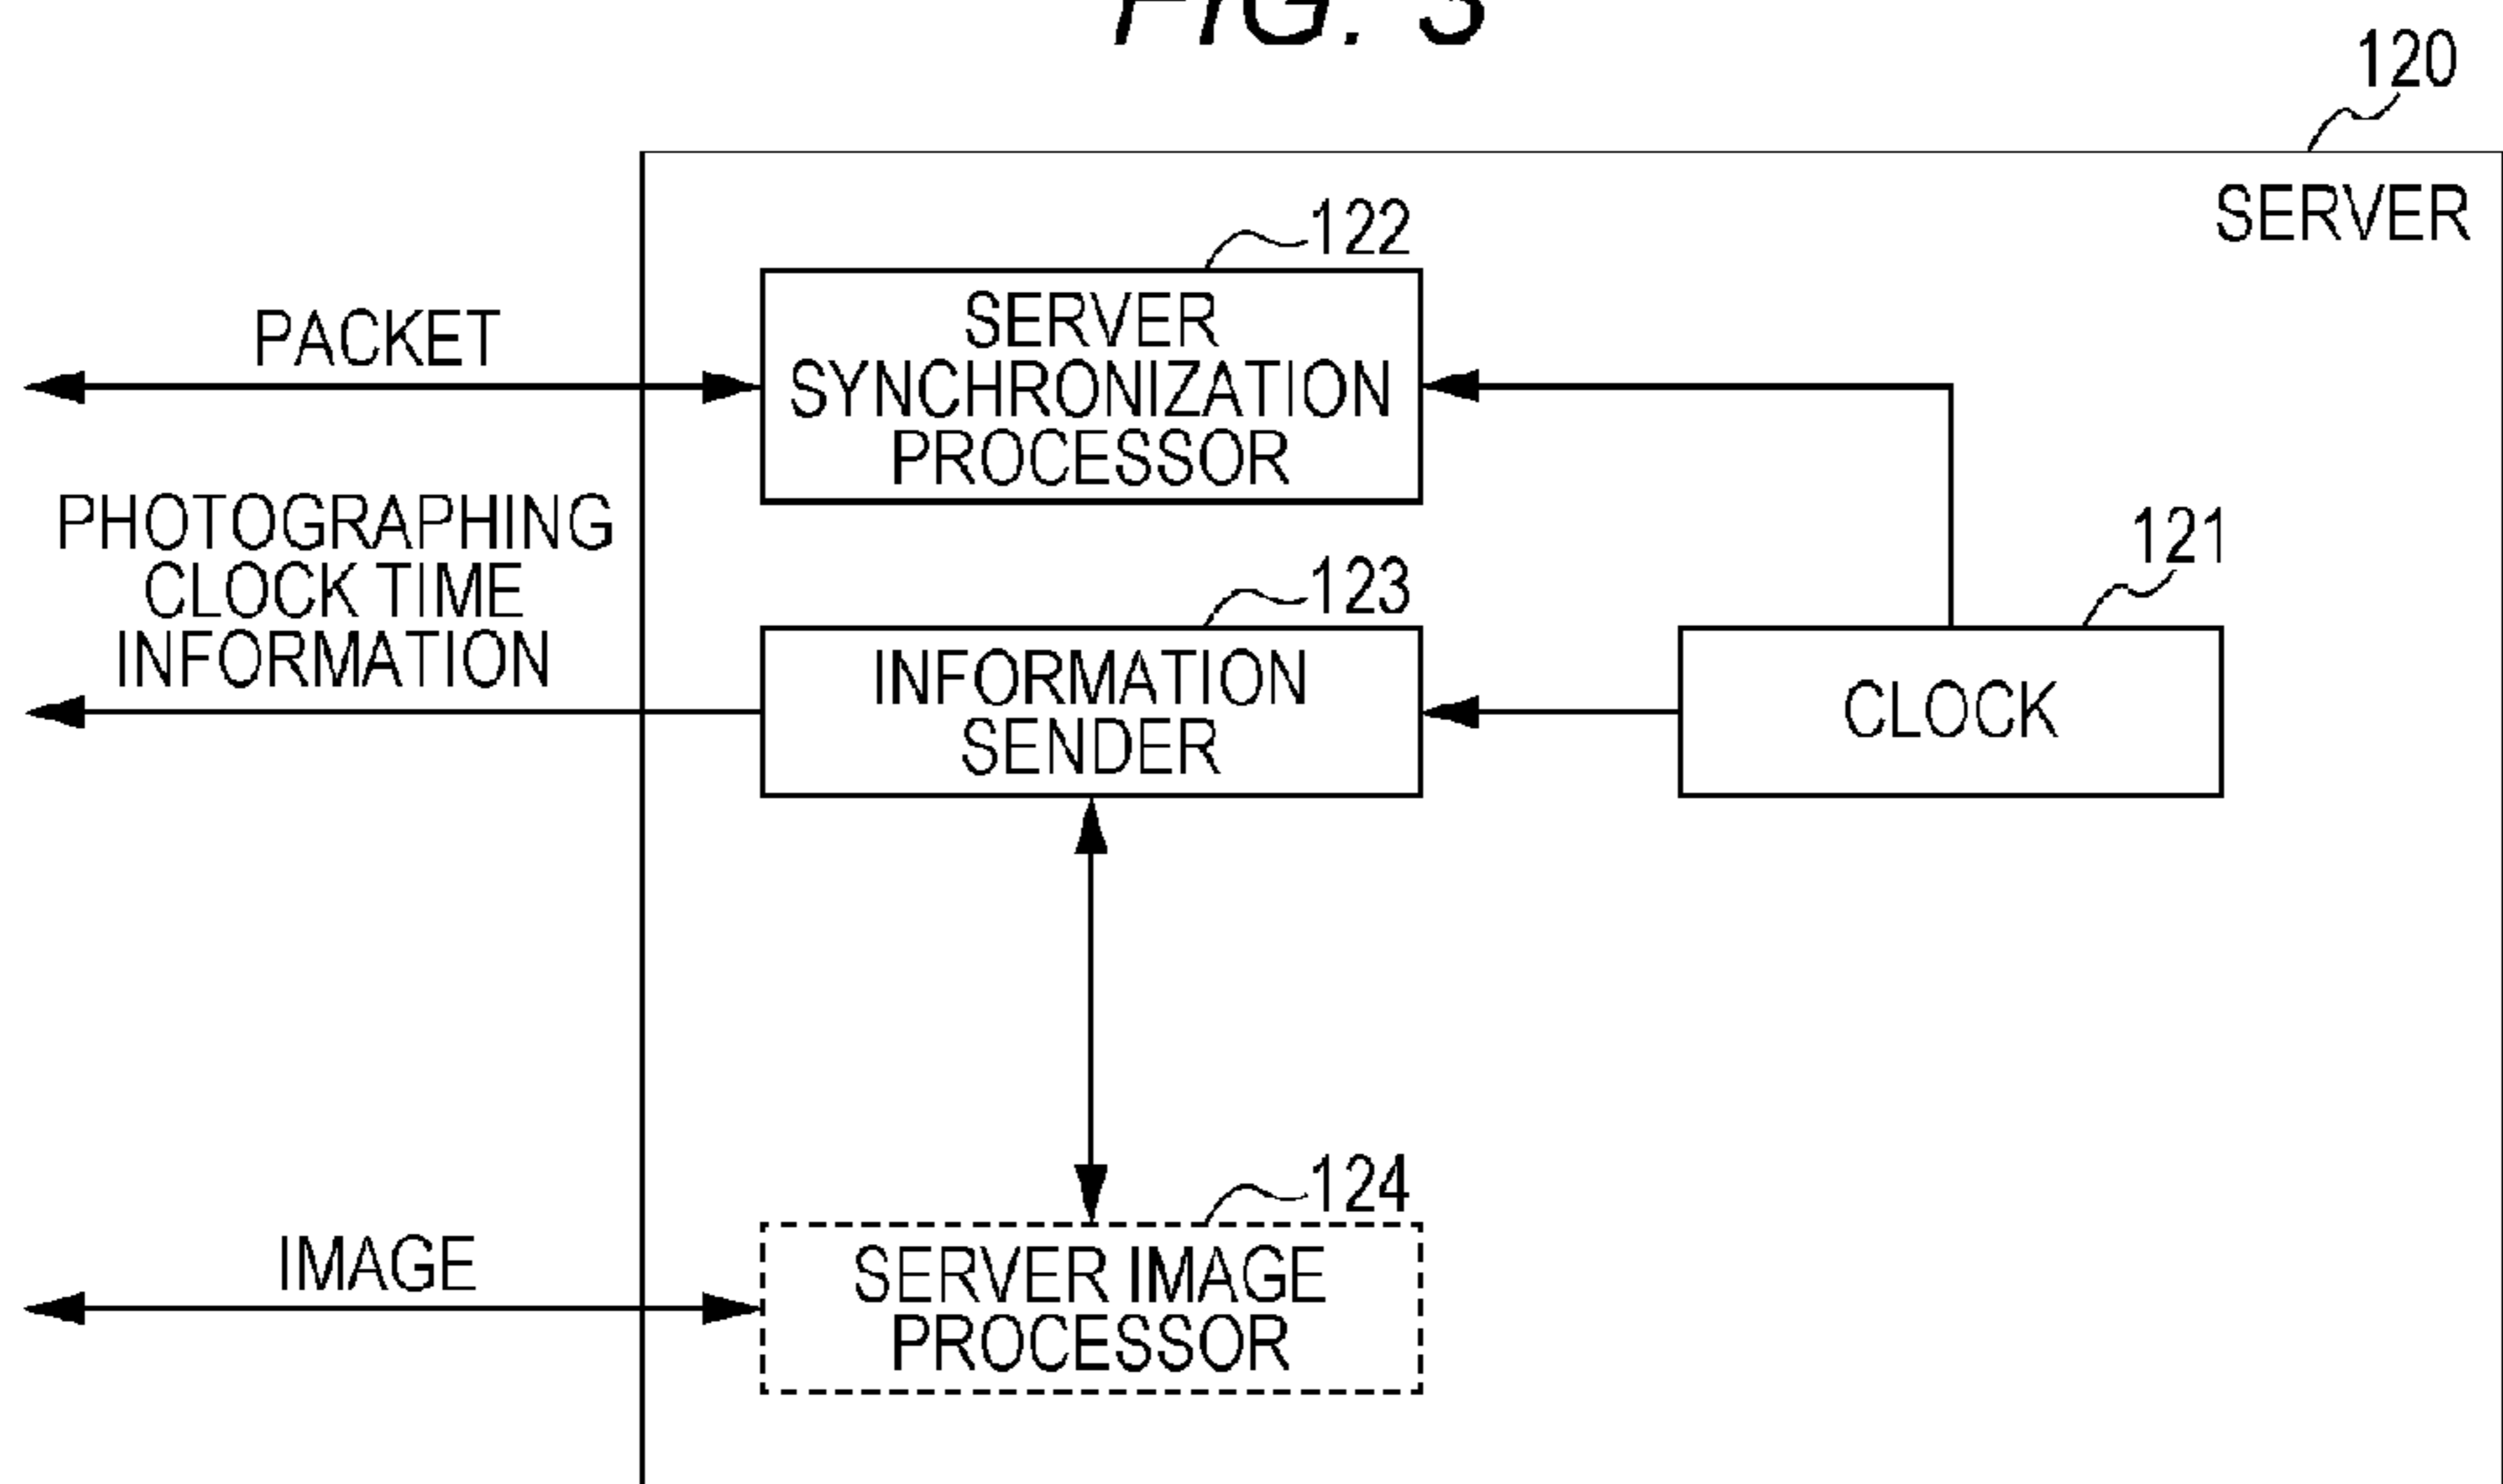 FIG. 3
120
SERVER
122
SERVER
SYNCHRONIZATION
PROCESSOR
PACKET
PHOTOGRAPHING
CLOCK TIME
INFORMATION
123
INFORMATION
SENDER
121
CLOCK
124
SERVER IMAGE
PROCESSOR
IMAGE